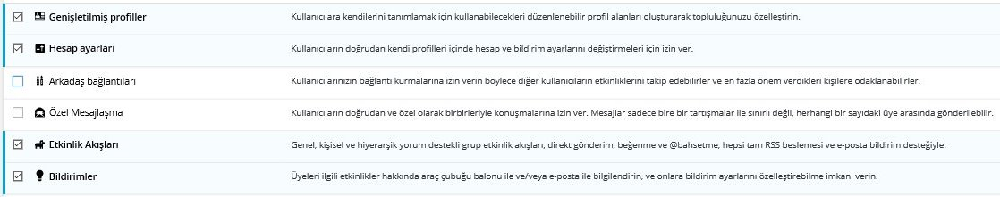 Genişletilmiş profiller Kullanıcılara kendilerini tanımlamak için kullanabilecekleri düzenlenebilir profil alanları oluşturarak topluluğunuzu özelleştirin.
Hesap ayarları Kullanıcıların doğrudan kendi profilleri içinde hesap ve bildirim ayarlarını değiştirmeleri için izin ver.
Arkadaş bağlantıları Kullanıcılarınızın bağlantı kurmalarına izin verin böylece diğer kullanıcıların etkinliklerini takip edebilirler ve en fazla önem verdikleri kişilere odaklanabilirler.
Özel Mesajlaşma Kullanıcıların doğrudan ve özel olarak birbirleriyle konuşmalarına izin ver. Mesajlar sadece bire bir tartışmalar ile sınırlı değil, herhangi bir sayıdaki üye arasında gönderilebilir.
Etkinlik Akışları Genel, kişisel ve hiyerarşik yorum destekli grup etkinlik akışları, direkt gönderim, beğenme ve @bahsetme, hepsi tam RSS beslemesi ve e-posta bildirim desteğiyle.
Bildirimler Üyeleri ilgili etkinlikler hakkında araç çubuğu balonu ile ve/veya e-posta ile bilgilendirin, ve onlara bildirim ayarlarını özelleştirebilme imkanı verin.